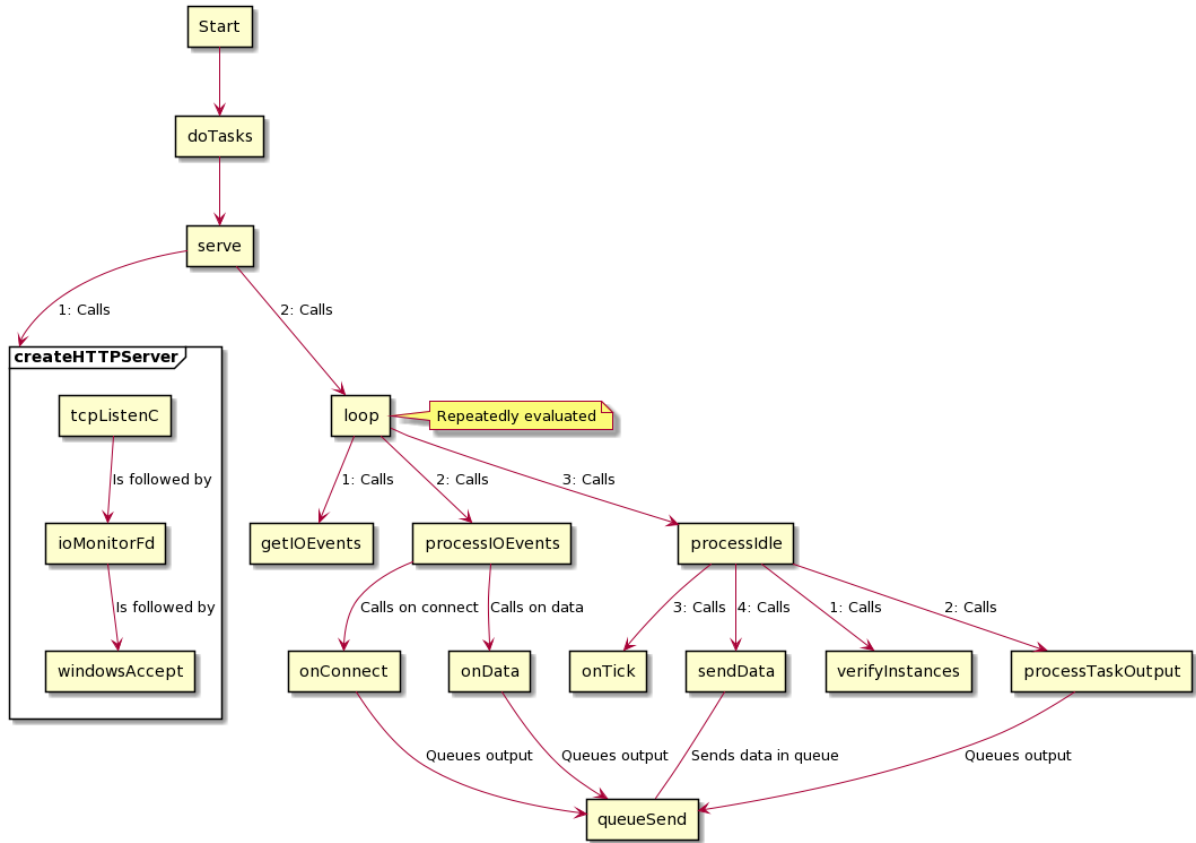 Start
doTasks
serve
1: Calls
2: Calls
createHTTPServer
tcpListenC
loop
Repeatedly evaluated
Is followed by
1: Calls
2: Calls
3: Calls
ioMonitorFd
getIOEvents
processIOEvents
processIdle
Is followed by
Calls on connect
Calls on data
3: Calls
4: Calls
1: Calls
2: Calls
windowsAccept
onConnect
onData
onTick
sendData
verifyInstances
processTaskOutput
Queues output
Queues output
Sends data in queue
Queues output
queueSend